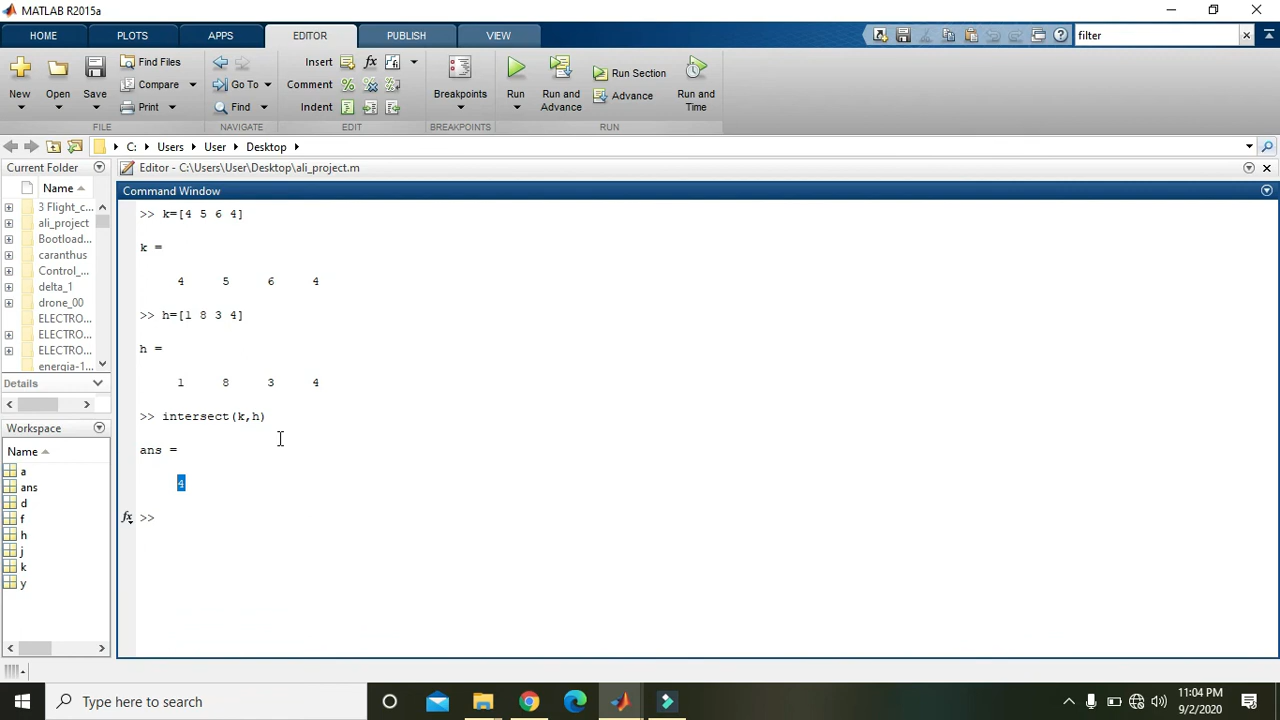 MATLAB R2015a
HOME PLOTS APPS EDITOR PUBLISH VIEW
filter
New Open Save Find Files Compare Print
Go To Find
Insert fx
Comment
Indent
Breakpoints
Run Run and Advance Run Section Advance Run and Time
FILE NAVIGATE EDIT BREAKPOINTS RUN
C: Users User Desktop
Current Folder
Name
3 Flight_c...
ali_project
Bootload...
caranthus
Control_...
delta_1
drone_00
ELECTRO...
ELECTRO...
ELECTRO...
energia-1...
Details
Workspace
Name
a
ans
d
f
h
j
k
y
Editor - C:\Users\User\Desktop\ali_project.m
Command Window
>> k=[4 5 6 4]
k =
4 5 6 4
>> h=[1 8 3 4]
h =
1 8 3 4
>> intersect(k,h)
ans =
4
fx >>
Type here to search
11:04 PM
9/2/2020